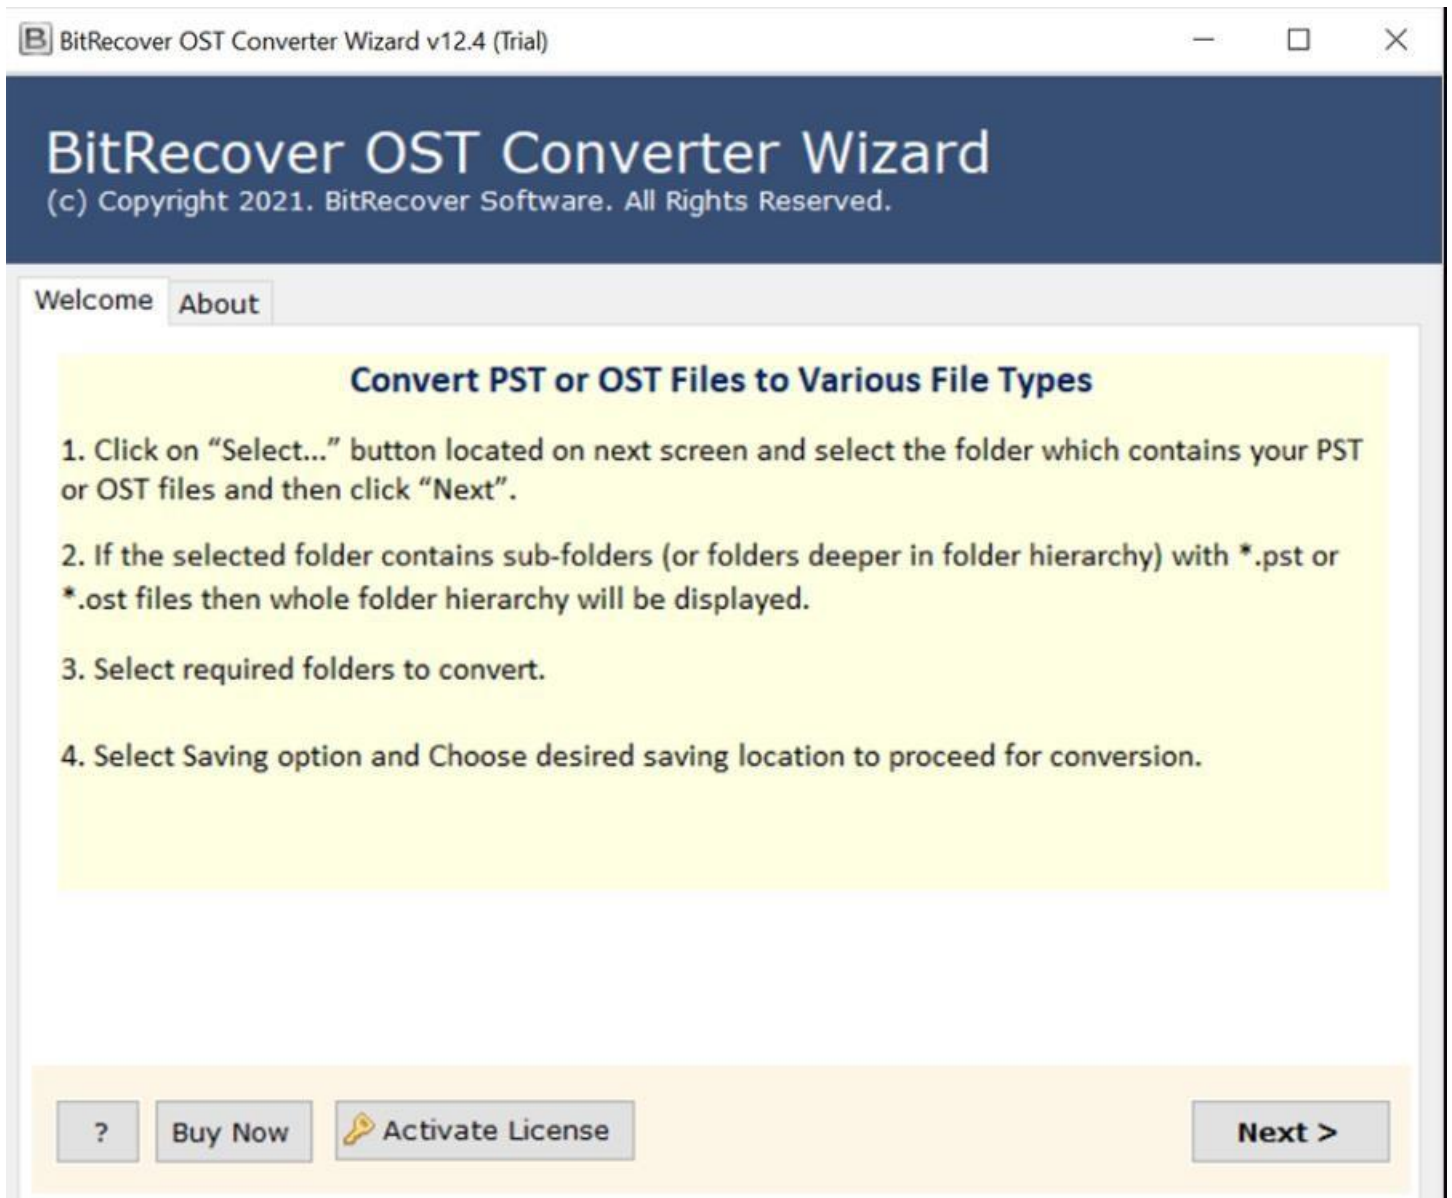 BitRecover OST Converter Wizard v12.4 (Trial)
BitRecover OST Converter Wizard
(c) Copyright 2021. BitRecover Software. All Rights Reserved.
Welcome About
Convert PST or OST Files to Various File Types
1. Click on “Select...” button located on next screen and select the folder which contains your PST
or OST files and then click “Next”.
2. If the selected folder contains sub-folders (or folders deeper in folder hierarchy) with *.pst or
*.ost files then whole folder hierarchy will be displayed.
3. Select required folders to convert.
4. Select Saving option and Choose desired saving location to proceed for conversion.
? Buy Now Activate License Next >